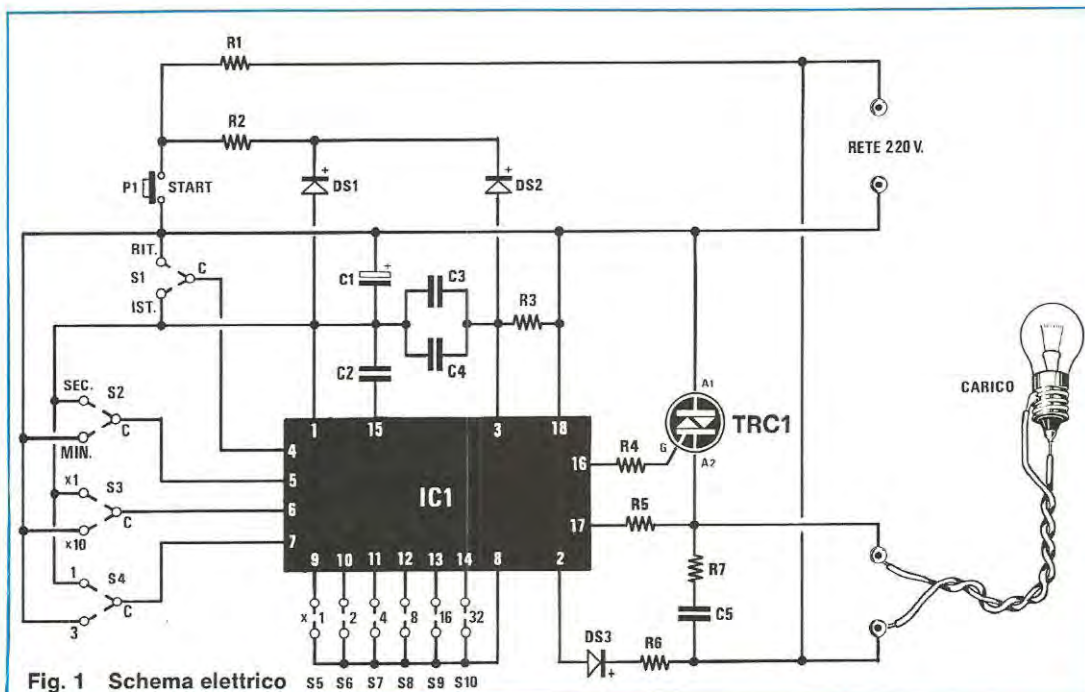 R1
R2
RETE 220 V.
P1 START
+
DS1
+
DS2
RIT.
S1
C
IST.
C1
+
C3
R3
C2
C4
CARICO
SEC.
S2
C
MIN.
A1
TRC1
G
A2
1
15
3
18
4
16
R4
5
IC1
x1
S3
C
x10
6
17
R5
7
R7
1
S4
C
3
9
10
11
12
13
14
8
2
x
1
2
4
8
16
32
C5
DS3
+
R6
Fig. 1 Schema elettrico
S5 S6 S7 S8 S9 S10